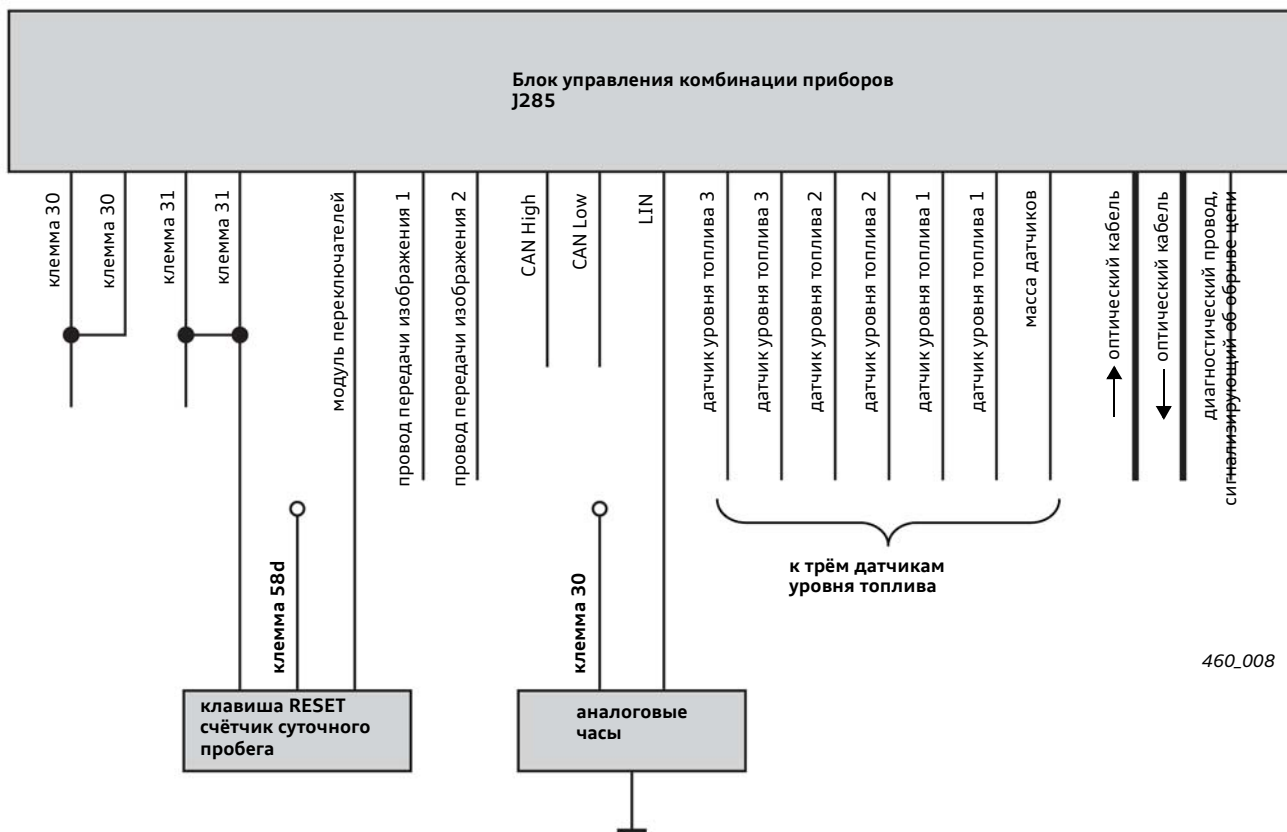 Блок управления комбинации приборов
J285
клемма 30
клемма 30
клемма 31
клемма 31
модуль переключателей
провод передачи изображения 1
провод передачи изображения 2
CAN High
CAN Low
LIN
датчик уровня топлива 3
датчик уровня топлива 3
датчик уровня топлива 2
датчик уровня топлива 2
датчик уровня топлива 1
датчик уровня топлива 1
масса датчиков
оптический кабель
оптический кабель
диагностический провод,
сигнализирующий об обрыве цепи
клемма 58d
клемма 30
к трём датчикам
уровня топлива
460_008
клавиша RESET
счётчик суточного
пробега
аналоговые
часы